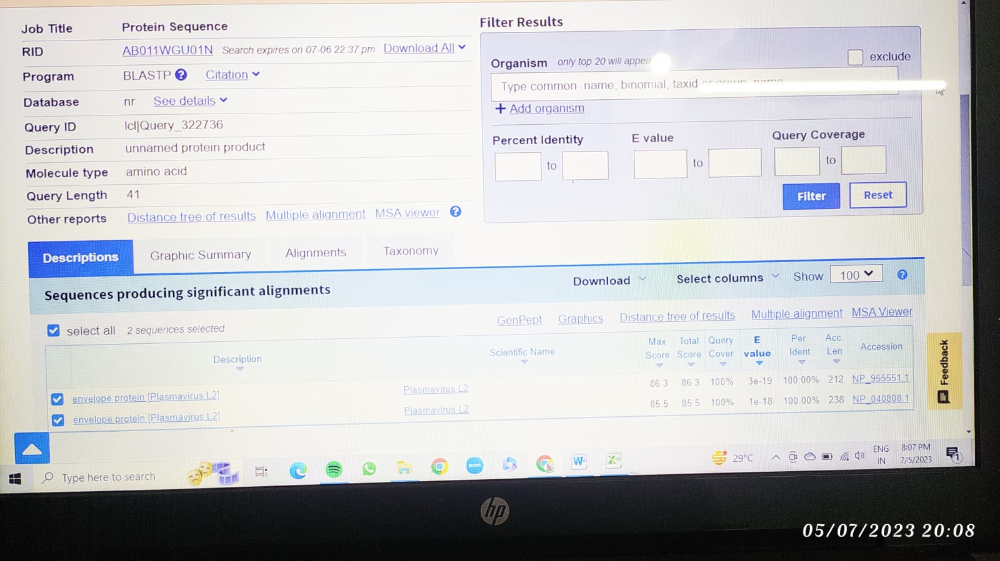 Job Title Protein Sequence
RID AB011WGU01N Search expires on 07-06 22:37 pm Download All
Program BLASTP ? Citation
Database nr See details
Query ID lcl|Query_322736
Description unnamed protein product
Molecule type amino acid
Query Length 41
Other reports Distance tree of results Multiple alignment MSA viewer ?
Filter Results
Organism only top 20 will appea exclude
Type common name, binomial, taxid or group name
+ Add organism
Percent Identity E value Query Coverage
to to to
Filter Reset
Descriptions Graphic Summary Alignments Taxonomy
Sequences producing significant alignments Download Select columns Show 100 ?
select all 2 sequences selected GenPept Graphics Distance tree of results Multiple alignment MSA Viewer
Description Scientific Name Max Score Total Score Query Cover E value Per. Ident Acc. Len Accession
envelope protein [Plasmavirus L2] Plasmavirus L2 86.3 86.3 100% 3e-19 100.00% 212 NP_955551.1
envelope protein [Plasmavirus L2] Plasmavirus L2 85.5 85.5 100% 1e-18 100.00% 238 NP_040808.1
Feedback
Type here to search zoom W X 29°C ENG IN 8:07 PM 7/5/2023 1
hp
05/07/2023 20:08